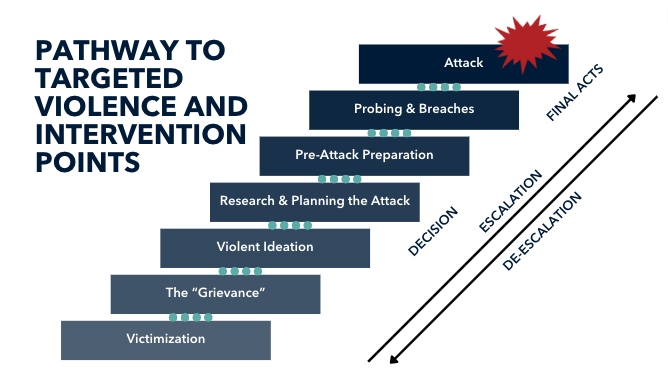 PATHWAY TO
TARGETED
VIOLENCE AND
INTERVENTION
POINTS
Attack
Probing & Breaches
Pre-Attack Preparation
Research & Planning the Attack
Violent Ideation
The “Grievance”
Victimization
FINAL ACTS
ESCALATION
DECISION
DE-ESCALATION